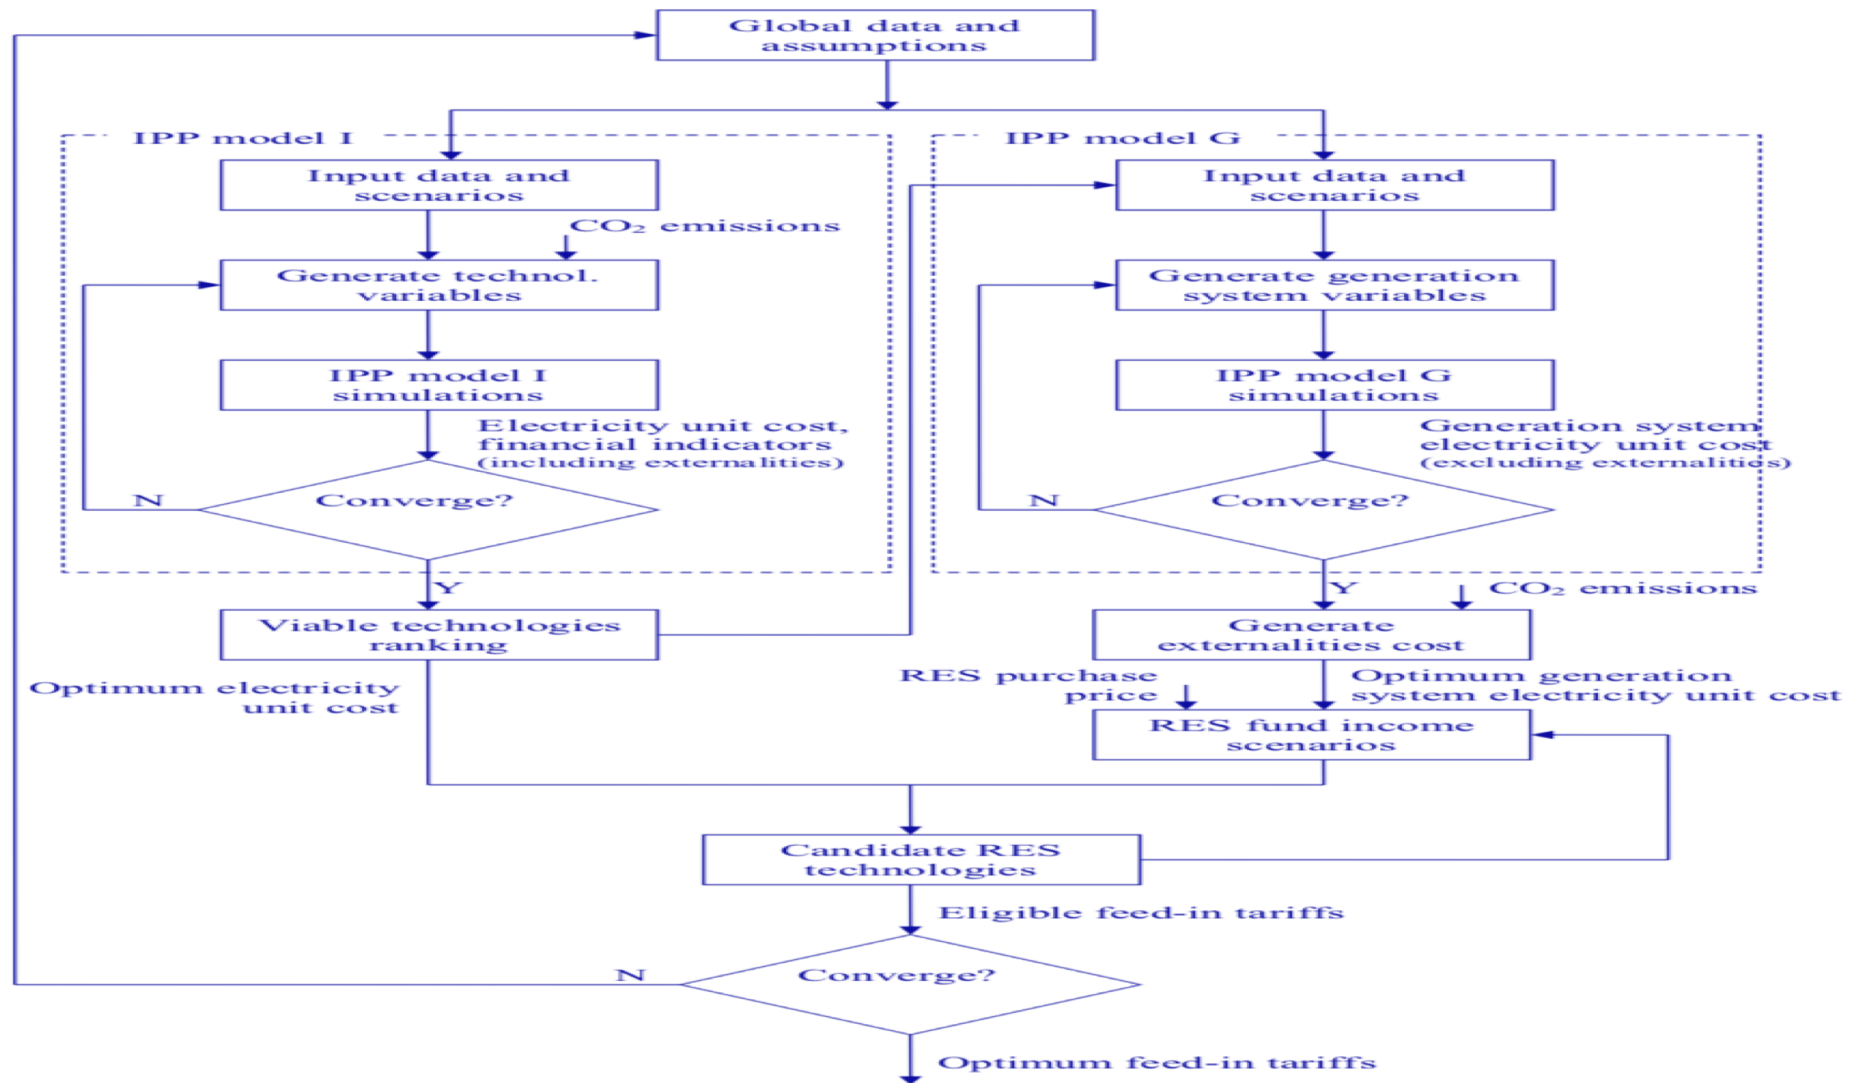 Global data and
assumptions
IPP model I
IPP model G
Input data and
scenarios
Input data and
scenarios
CO₂ emissions
Generate technol.
variables
Generate generation
system variables
IPP model I
simulations
IPP model G
simulations
Electricity unit cost,
financial indicators
(including externalities)
Generation system
electricity unit cost
(excluding externalities)
Converge?
N
Converge?
N
Y
Y
CO₂ emissions
Viable technologies
ranking
Generate
externalities cost
Optimum electricity
unit cost
RES purchase
price
Optimum generation
system electricity unit cost
RES fund income
scenarios
Candidate RES
technologies
Eligible feed-in tariffs
N
Converge?
Optimum feed-in tariffs